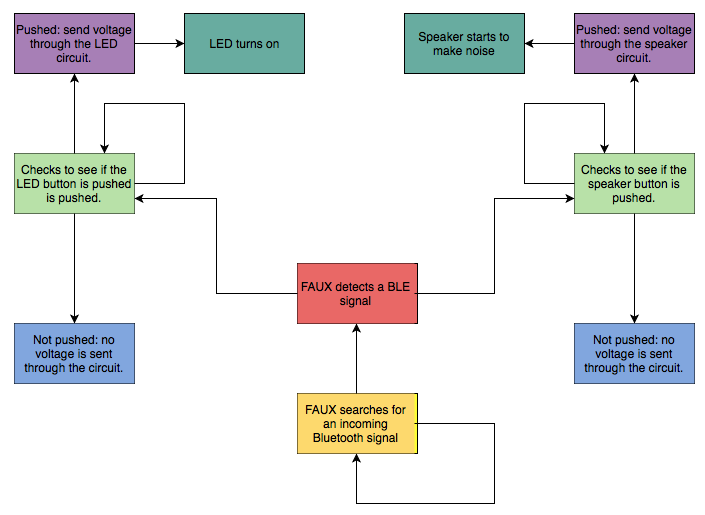 Pushed: send voltage
through the LED
circuit.
LED turns on
Speaker starts to
make noise
Pushed: send voltage
through the speaker
circuit.
Checks to see if the
LED button is pushed
is pushed.
Checks to see if the
speaker button is
pushed.
FAUX detects a BLE
signal
Not pushed: no
voltage is sent
through the circuit.
Not pushed: no
voltage is sent
through the circuit.
FAUX searches for
an incoming
Bluetooth signal